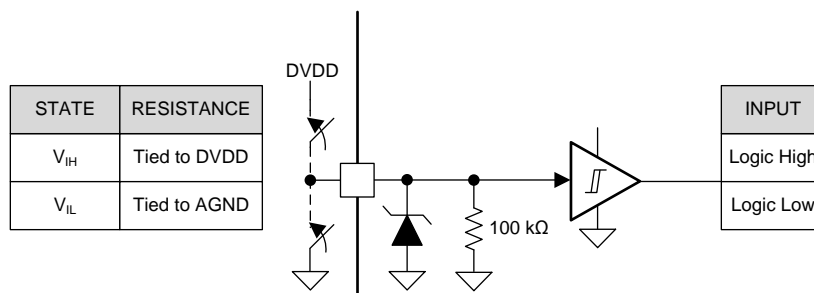 DVDD
STATE RESISTANCE
V_IH Tied to DVDD
V_IL Tied to AGND
100 kΩ
INPUT
Logic High
Logic Low